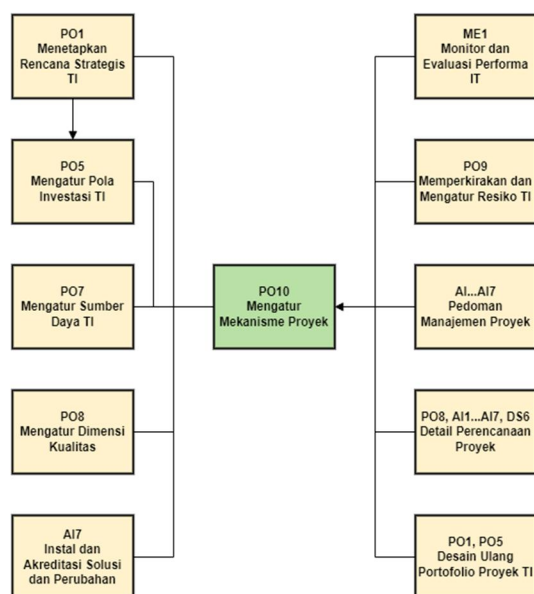 PO1
Menetapkan
Rencana Strategis
TI
PO5
Mengatur Pola
Investasi TI
PO7
Mengatur Sumber
Daya TI
PO8
Mengatur Dimensi
Kualitas
AI7
Instal dan
Akreditasi Solusi
dan Perubahan
PO10
Mengatur
Mekanisme Proyek
ME1
Monitor dan
Evaluasi Performa
IT
PO9
Memperkirakan dan
Mengatur Resiko TI
AI...AI7
Pedoman
Manajemen Proyek
PO8, AI1...AI7, DS6
Detail Perencanaan
Proyek
PO1, PO5
Desain Ulang
Portofolio Proyek TI